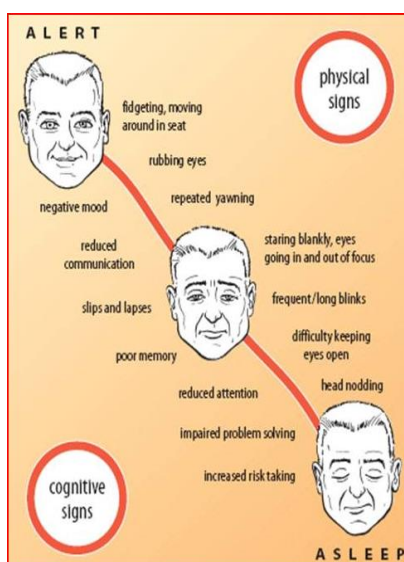 ALERT
physical
signs
fidgeting, moving
around in seat
rubbing eyes
repeated yawning
negative mood
reduced
communication
staring blankly, eyes
going in and out of focus
slips and lapses
frequent/long blinks
poor memory
difficulty keeping
eyes open
reduced attention
head nodding
impaired problem solving
increased risk taking
cognitive
signs
ASLEEP